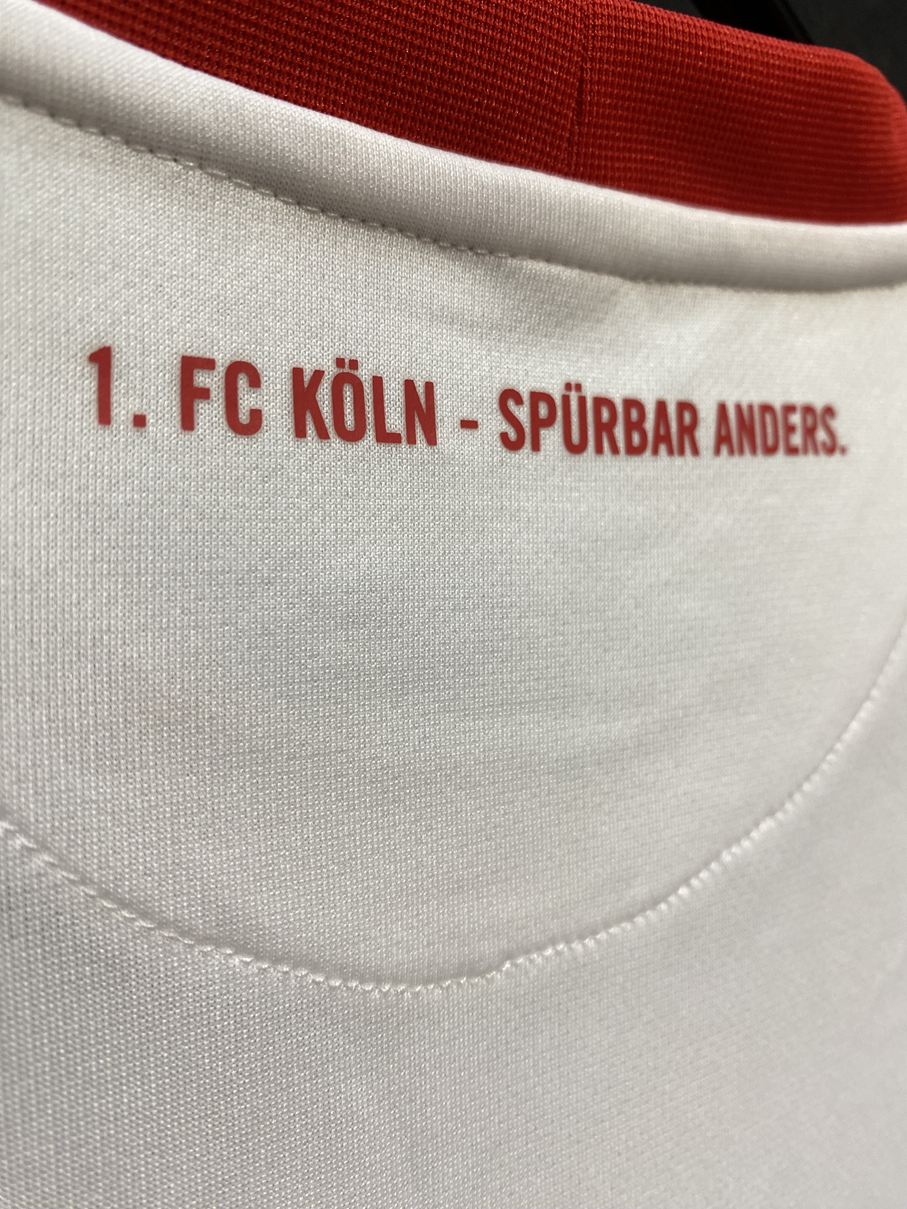 1. FC KÖLN - SPÜRBAR ANDERS.